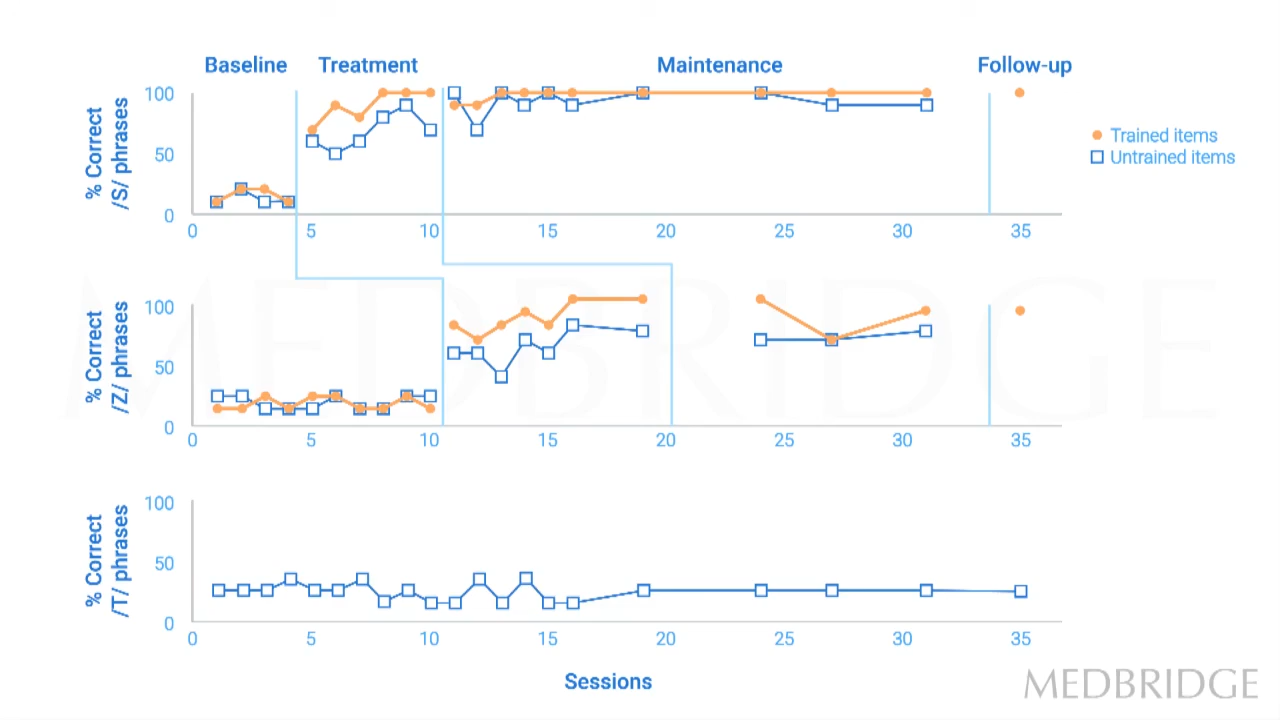 Baseline Treatment Maintenance Follow-up
% Correct
/S/ phrases
100
50
0
0 5 10 15 20 25 30 35
Trained items
Untrained items
MEDBRIDGE
% Correct
/Z/ phrases
100
50
0
0 5 10 15 20 25 30 35
% Correct
/T/ phrases
100
50
0
0 5 10 15 20 25 30 35
Sessions
MEDBRIDGE